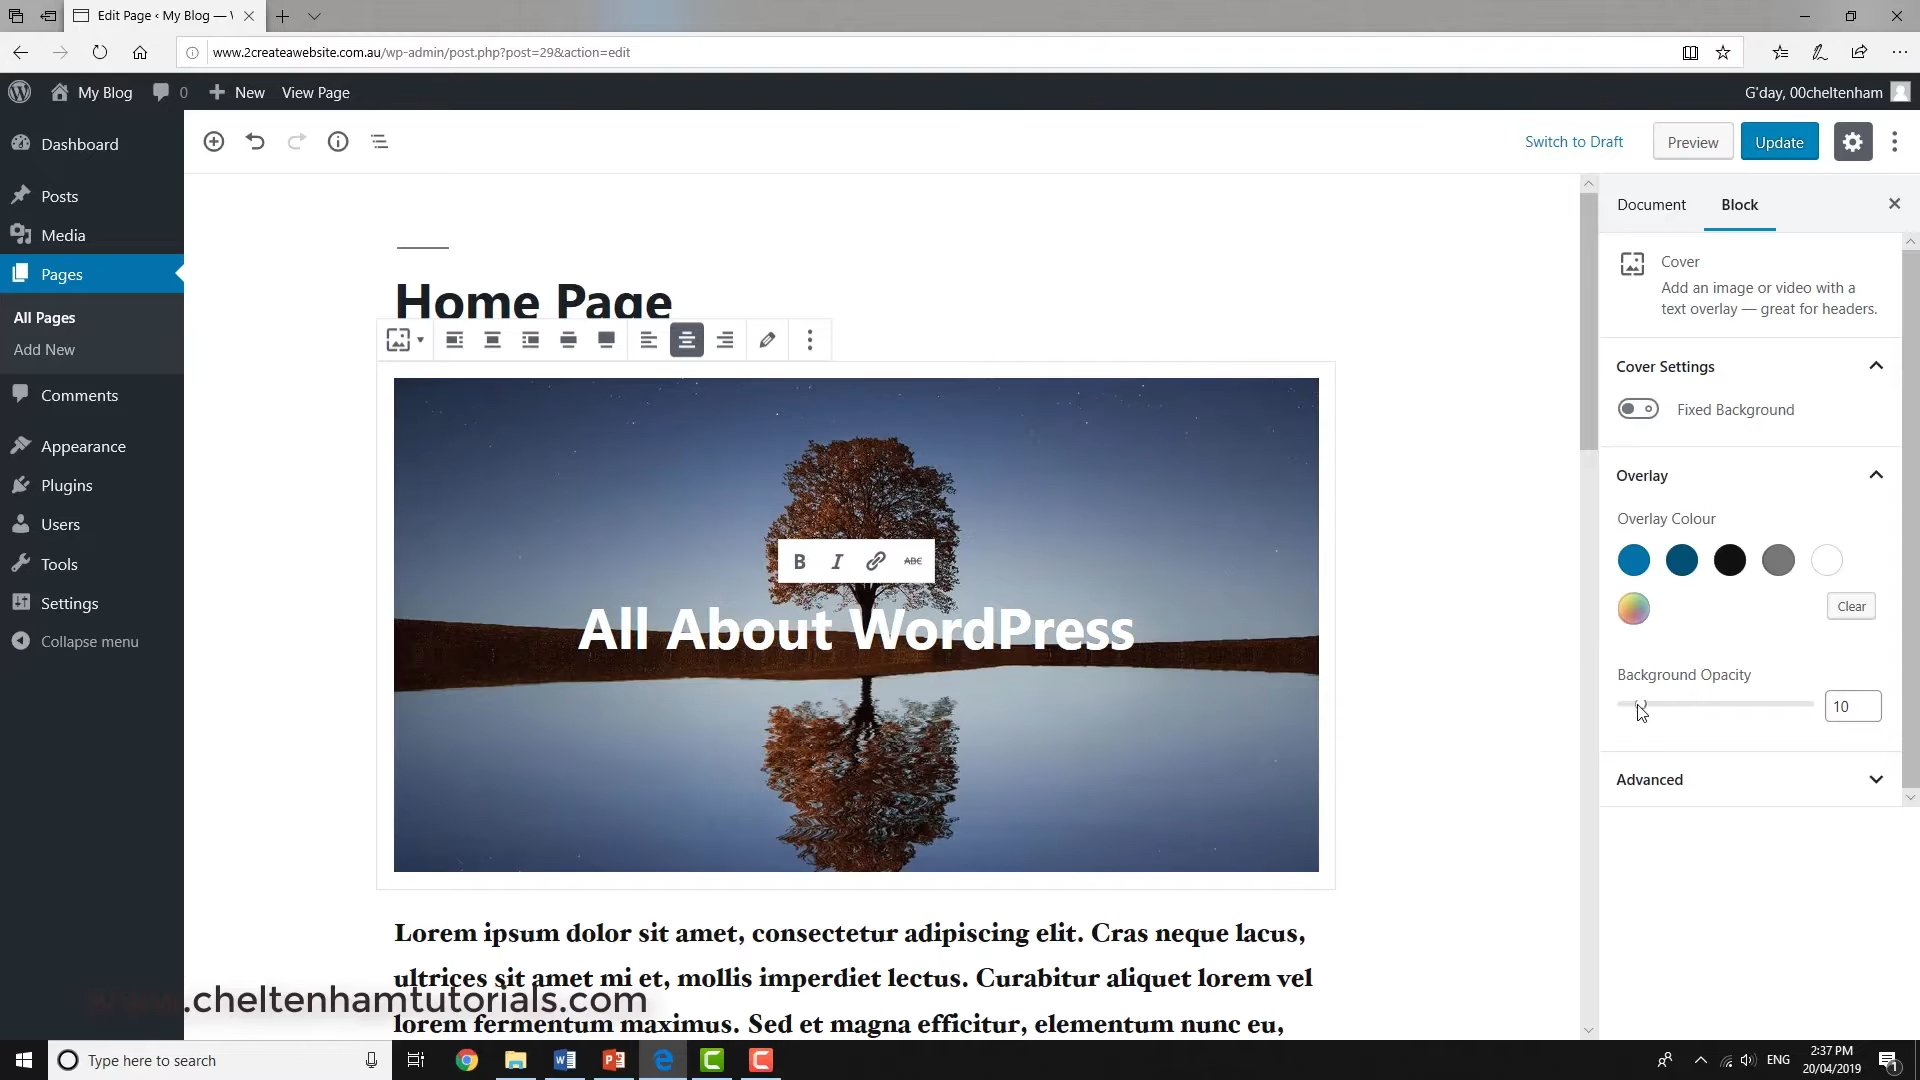 Edit Page ‹ My Blog — V
www.2createawebsite.com.au/wp-admin/post.php?post=29&action=edit
My Blog
0
New
View Page
G'day, 00cheltenham
Switch to Draft
Preview
Update
Dashboard
Posts
Media
Pages
All Pages
Add New
Comments
Appearance
Plugins
Users
Tools
Settings
Collapse menu
Home Page
B I ABC
All About WordPress
Lorem ipsum dolor sit amet, consectetur adipiscing elit. Cras neque lacus,
ultrices sit amet mi et, mollis imperdiet lectus. Curabitur aliquet lorem vel
lorem fermentum maximus. Sed et magna efficitur, elementum nunc eu,
.cheltenhamtutorials.com
Document
Block
Cover
Add an image or video with a
text overlay — great for headers.
Cover Settings
Fixed Background
Overlay
Overlay Colour
Clear
Background Opacity
10
Advanced
Type here to search
ENG
2:37 PM
20/04/2019
1